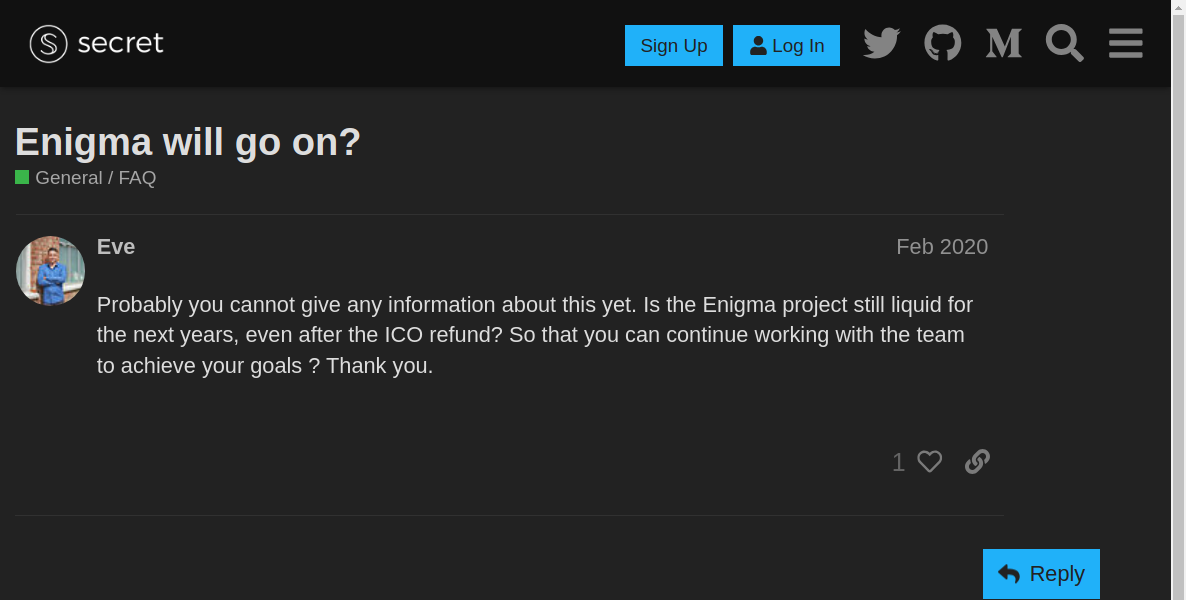 secret
Sign Up
Log In
Enigma will go on?
General / FAQ
Eve
Feb 2020
Probably you cannot give any information about this yet. Is the Enigma project still liquid for
the next years, even after the ICO refund? So that you can continue working with the team
to achieve your goals ? Thank you.
1
Reply